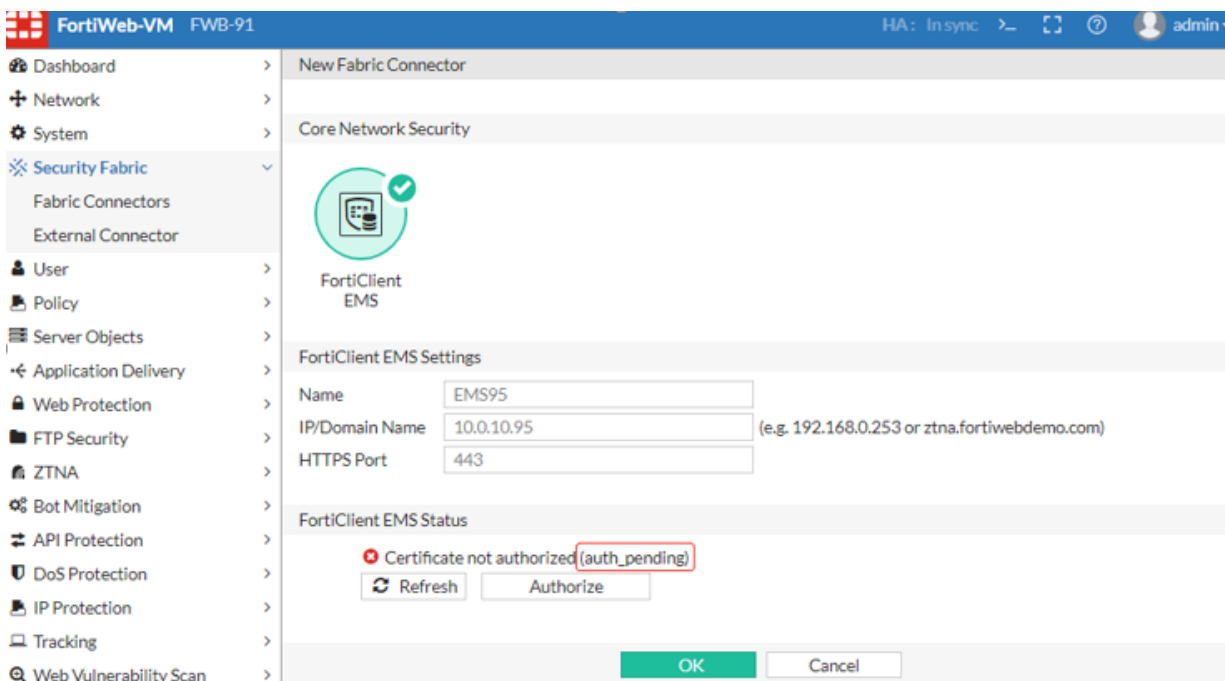 FortiWeb-VM FWB-91 HA: In sync >_ admin
Dashboard
Network
System
Security Fabric
Fabric Connectors
External Connector
User
Policy
Server Objects
Application Delivery
Web Protection
FTP Security
ZTNA
Bot Mitigation
API Protection
DoS Protection
IP Protection
Tracking
Web Vulnerability Scan
New Fabric Connector
Core Network Security
FortiClient
EMS
FortiClient EMS Settings
Name EMS95
IP/Domain Name 10.0.10.95 (e.g. 192.168.0.253 or ztna.fortiwebdemo.com)
HTTPS Port 443
FortiClient EMS Status
Certificate not authorized (auth_pending)
Refresh Authorize
OK Cancel